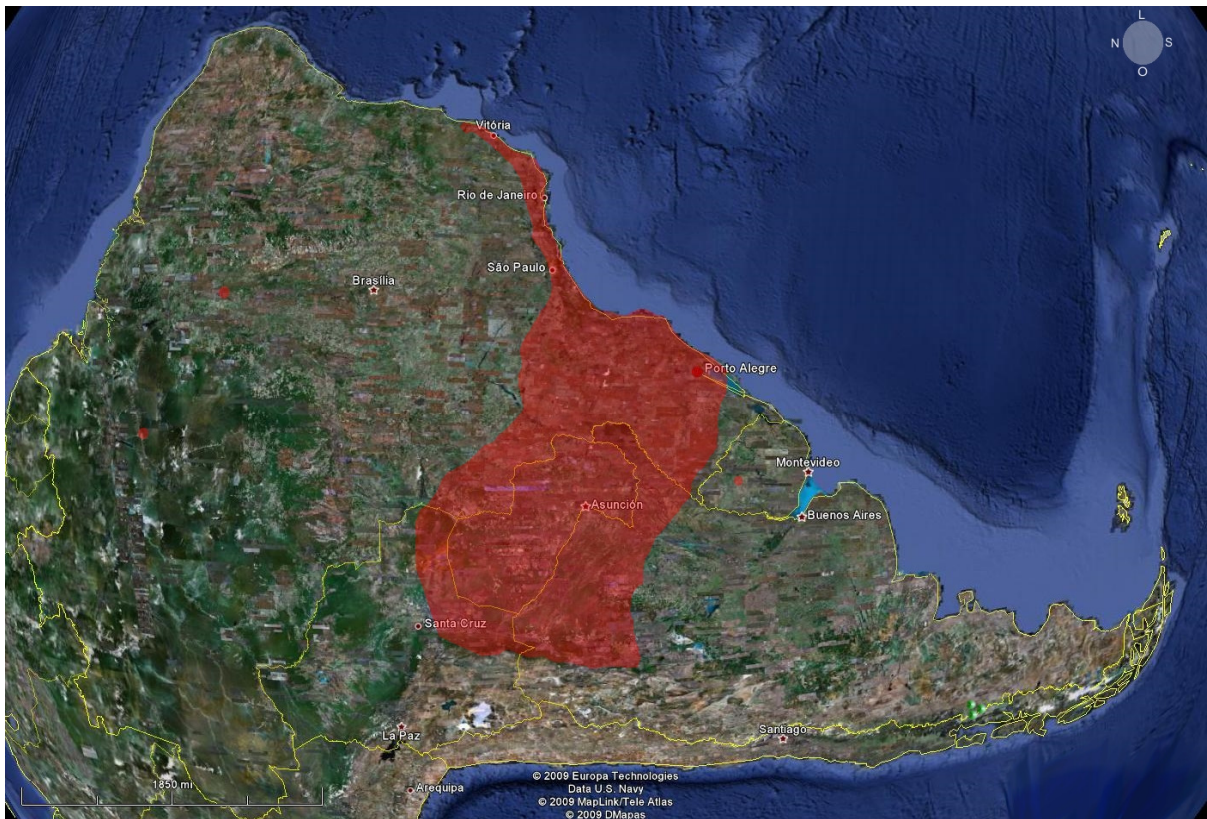 L
N
S
O
Vitória
Rio de Janeiro
São Paulo
Brasília
Porto Alegre
Montevideo
Asunción
Buenos Aires
Santa Cruz
La Paz
Santiago
Arequipa
1850 mi
© 2009 Europa Technologies
Data U.S. Navy
© 2009 MapLink/Tele Atlas
© 2009 DMapas